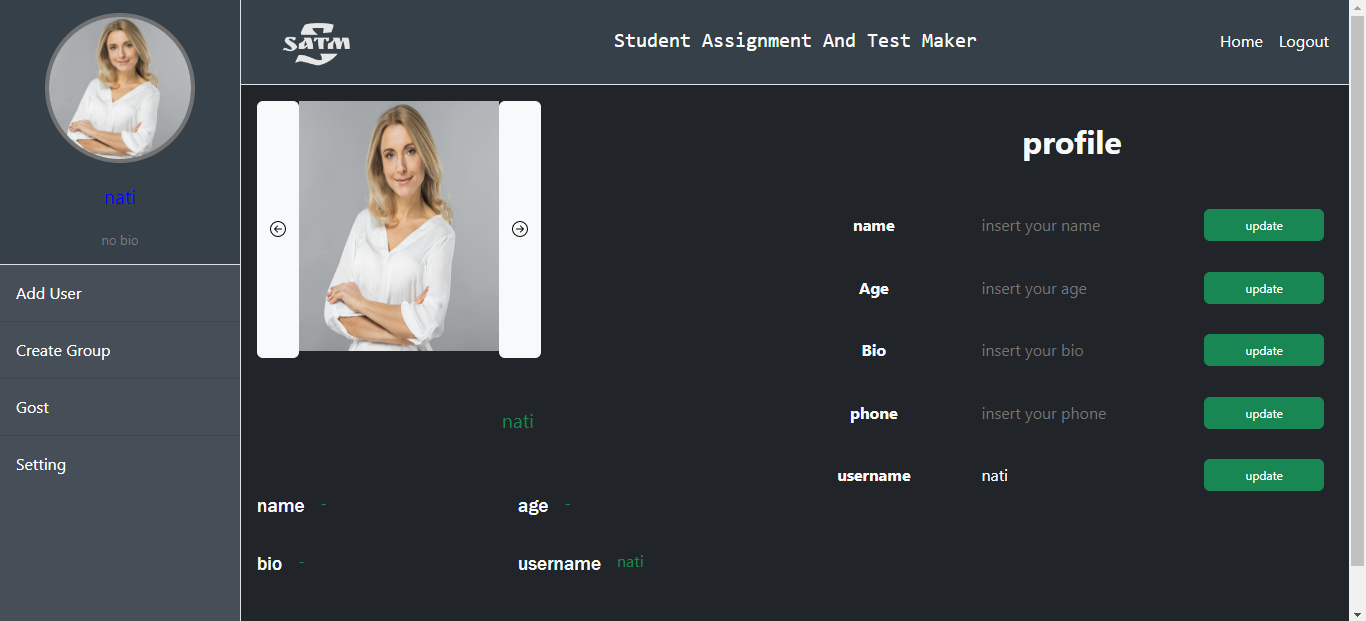 SATM
Student Assignment And Test Maker
Home Logout
nati
no bio
Add User
Create Group
Gost
Setting
nati
name -
age -
bio -
username nati
profile
name insert your name update
Age insert your age update
Bio insert your bio update
phone insert your phone update
username nati update